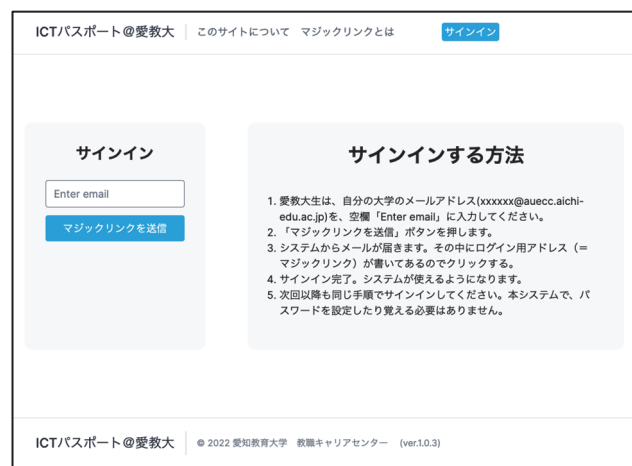 ICTパスポート＠愛教大 このサイトについて マジックリンクとは サインイン
サインイン
Enter email
マジックリンクを送信
サインインする方法
1. 愛教大生は、自分の大学のメールアドレス(xxxxxx@auecc.aichi-
edu.ac.jp)を、空欄「Enter email」に入力してください。
2. 「マジックリンクを送信」ボタンを押します。
3. システムからメールが届きます。その中にログイン用アドレス（＝
マジックリンク）が書いてあるのでクリックする。
4. サインイン完了。システムが使えるようになります。
5. 次回以降も同じ手順でサインインしてください。本システムで、パ
スワードを設定したり覚える必要はありません。
ICTパスポート＠愛教大 © 2022 愛知教育大学 教職キャリアセンター (ver.1.0.3)